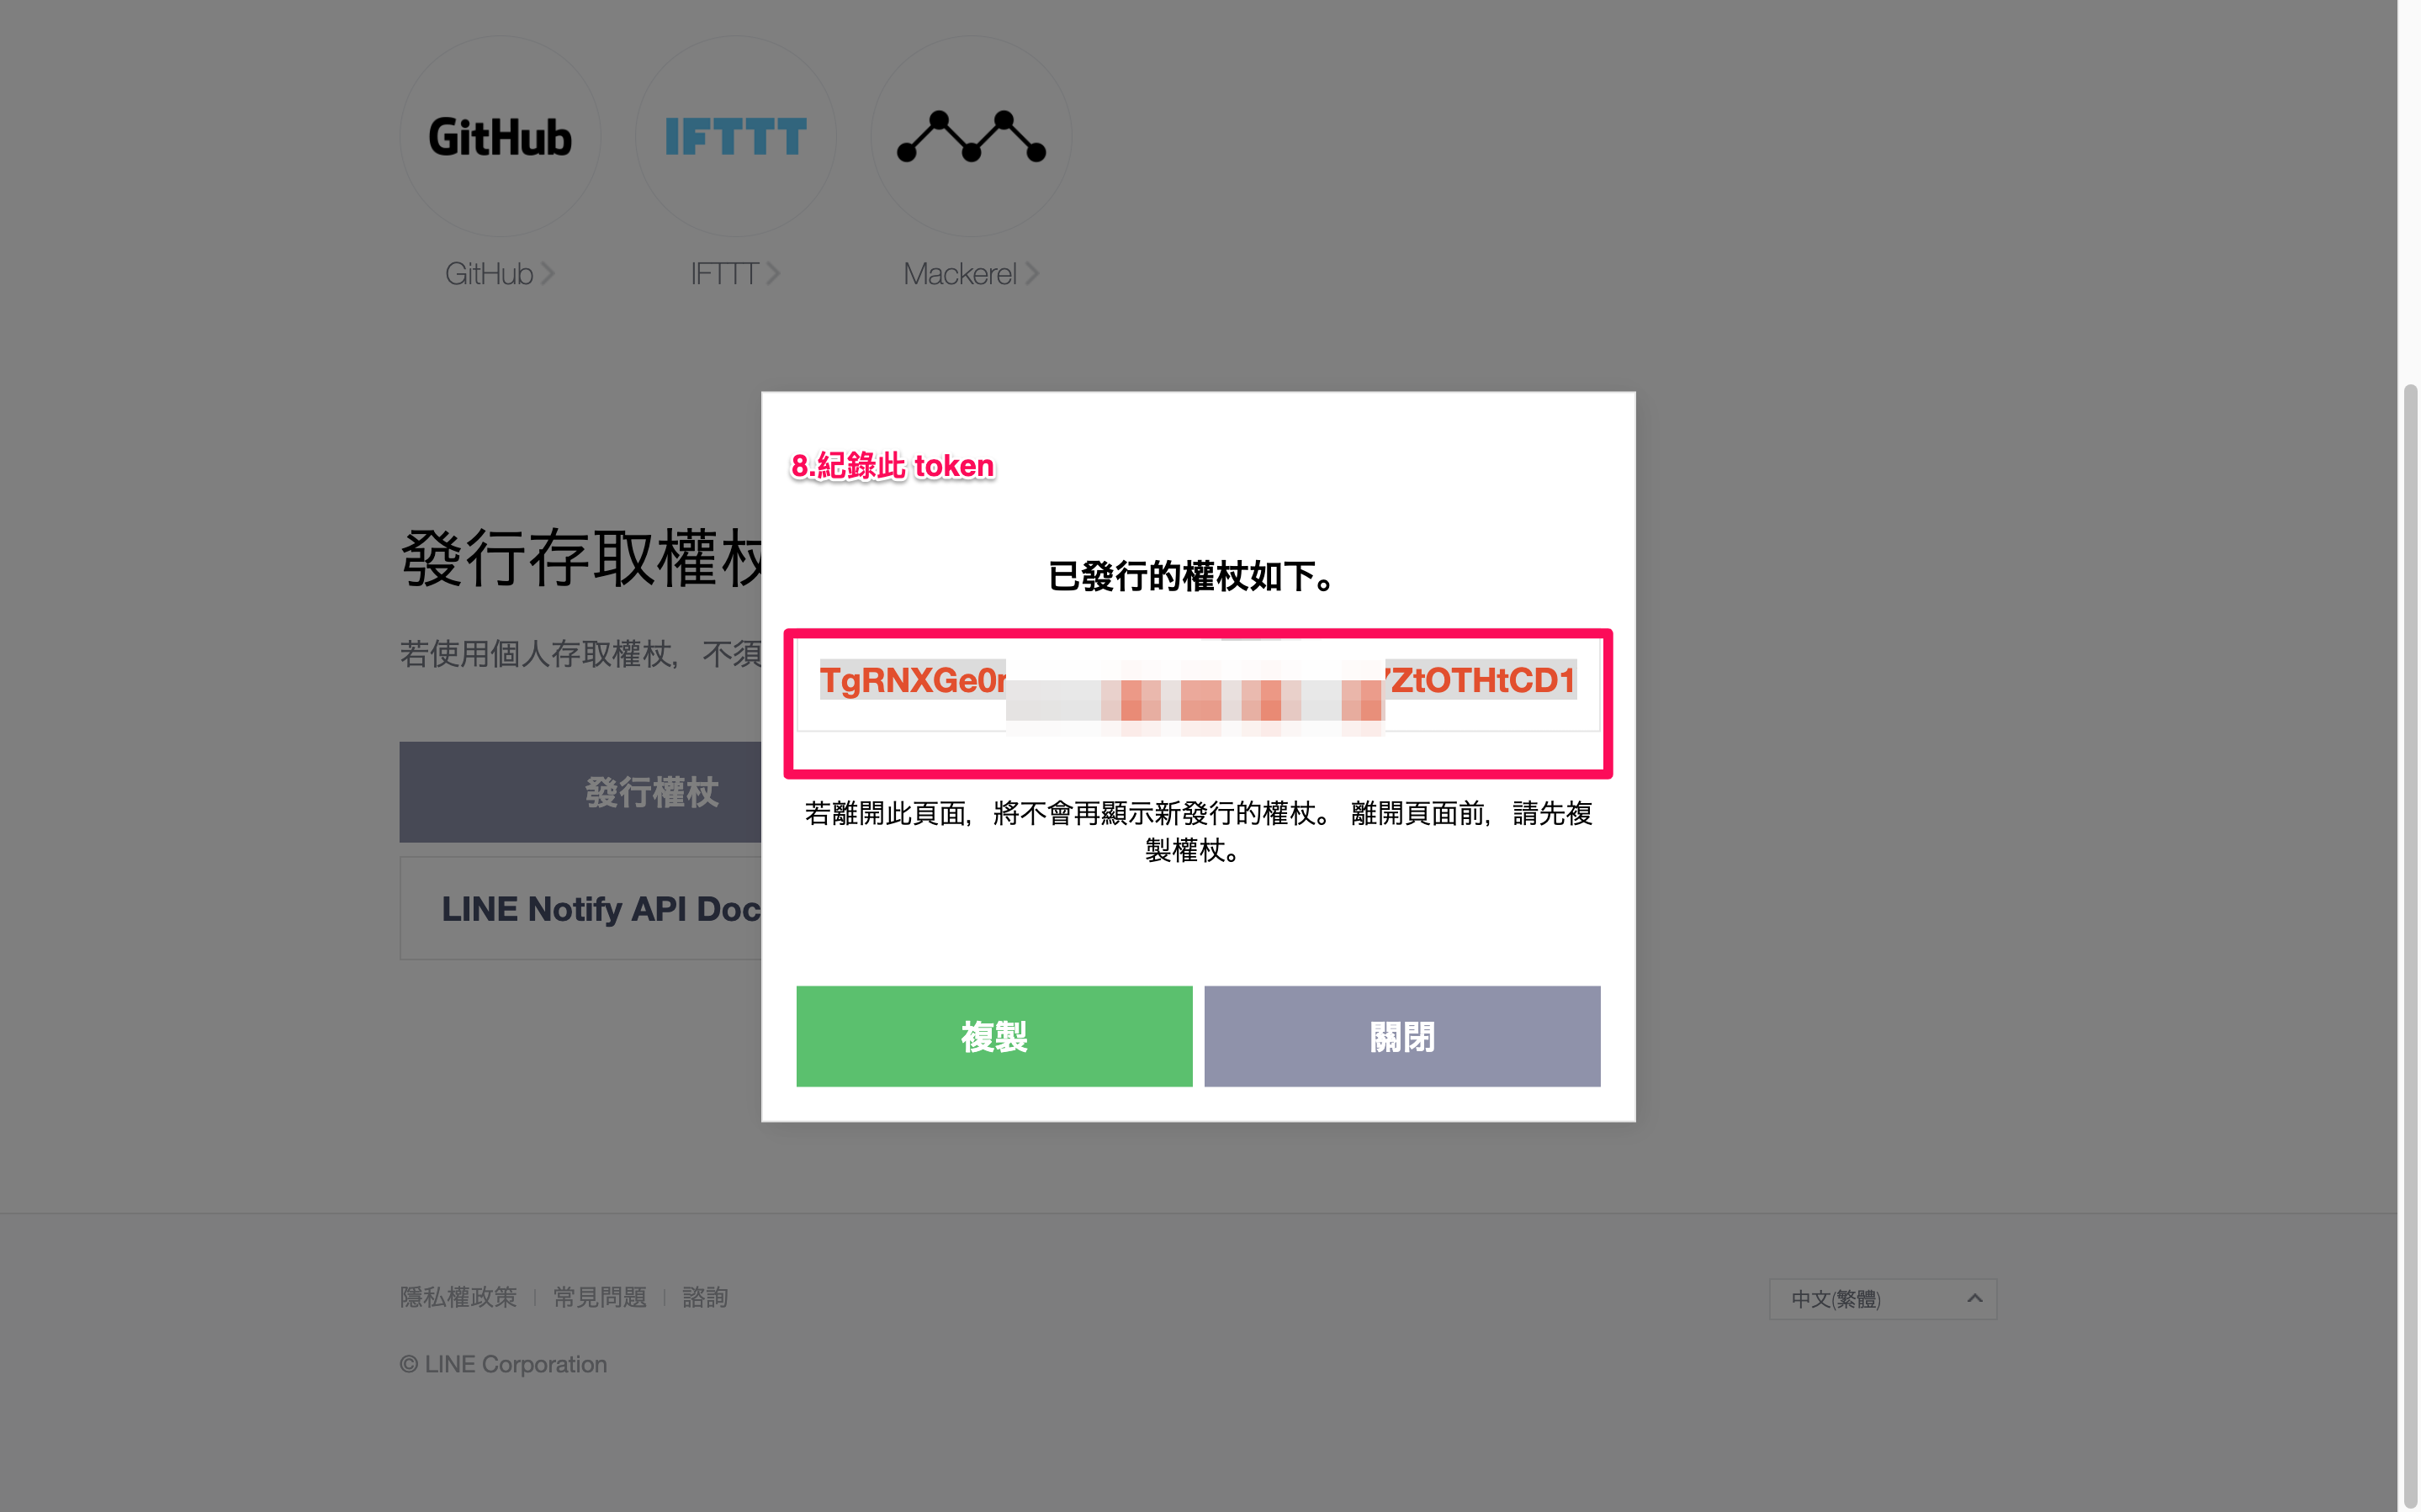 GitHub
IFTTT
GitHub
IFTTT
Mackerel
8.紀錄此 token
已發行的權杖如下。
發行存取權杖
若使用個人存取權杖，不須
TgRNXGe0 ZtOTHtCD1
若離開此頁面，將不會再顯示新發行的權杖。 離開頁面前，請先複
製權杖。
發行權杖
LINE Notify API Doc
複製
關閉
隱私權政策
常見問題
諮詢
中文(繁體)
© LINE Corporation